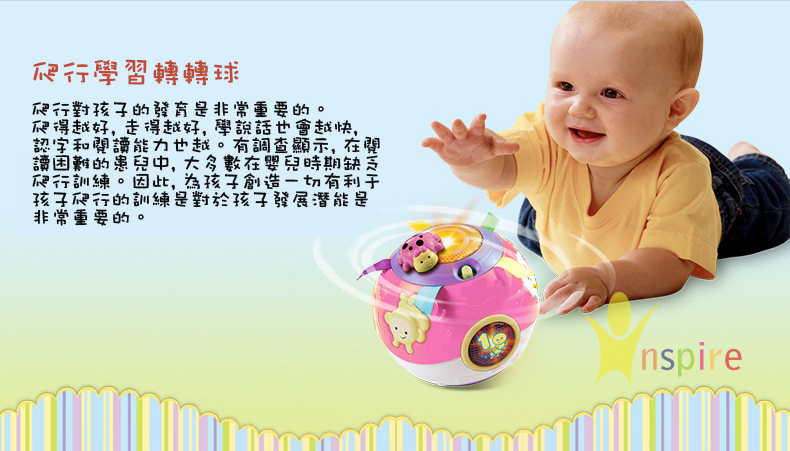 爬行學習轉轉球
爬行對孩子的發育是非常重要的。
爬得越好, 走得越好, 學說話也會越快,
認字和閱讀能力也越。有調查顯示, 在閱
讀困難的患兒中, 大多數在嬰兒時期缺乏
爬行訓練。因此, 為孩子創造一切有利于
孩子爬行的訓練是對於孩子發展潛能是
非常重要的。
nspire